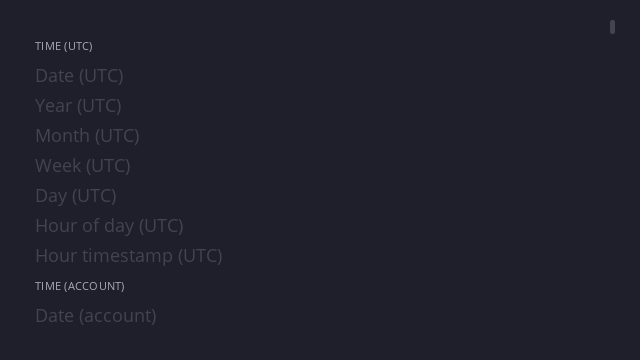 TIME (UTC)
Date (UTC)
Year (UTC)
Month (UTC)
Week (UTC)
Day (UTC)
Hour of day (UTC)
Hour timestamp (UTC)
TIME (ACCOUNT)
Date (account)